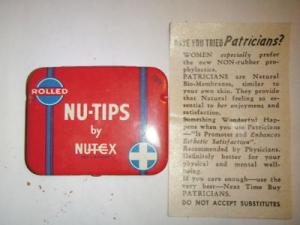 ROLLED
NU-TIPS
by
NUTEX
HAVE YOU TRIED Patricians?
WOMEN especially prefer
the new NON-rubber pro-
phylactics.
PATRICIANS are Natural
Bio-Membranes, similar to
your own skin. They provide
that Natural feeling so es-
sential to her enjoyment and
satisfaction.
Something Wonderful Hap-
pens when you use Patricians—
"It Promotes and Enhances
Esthetic Satisfaction".
Recommended by Physicians.
Definitely better for your
physical and mental well-
being.
If you care enough—use the
very best—Next Time Buy
PATRICIANS.
DO NOT ACCEPT SUBSTITUTES